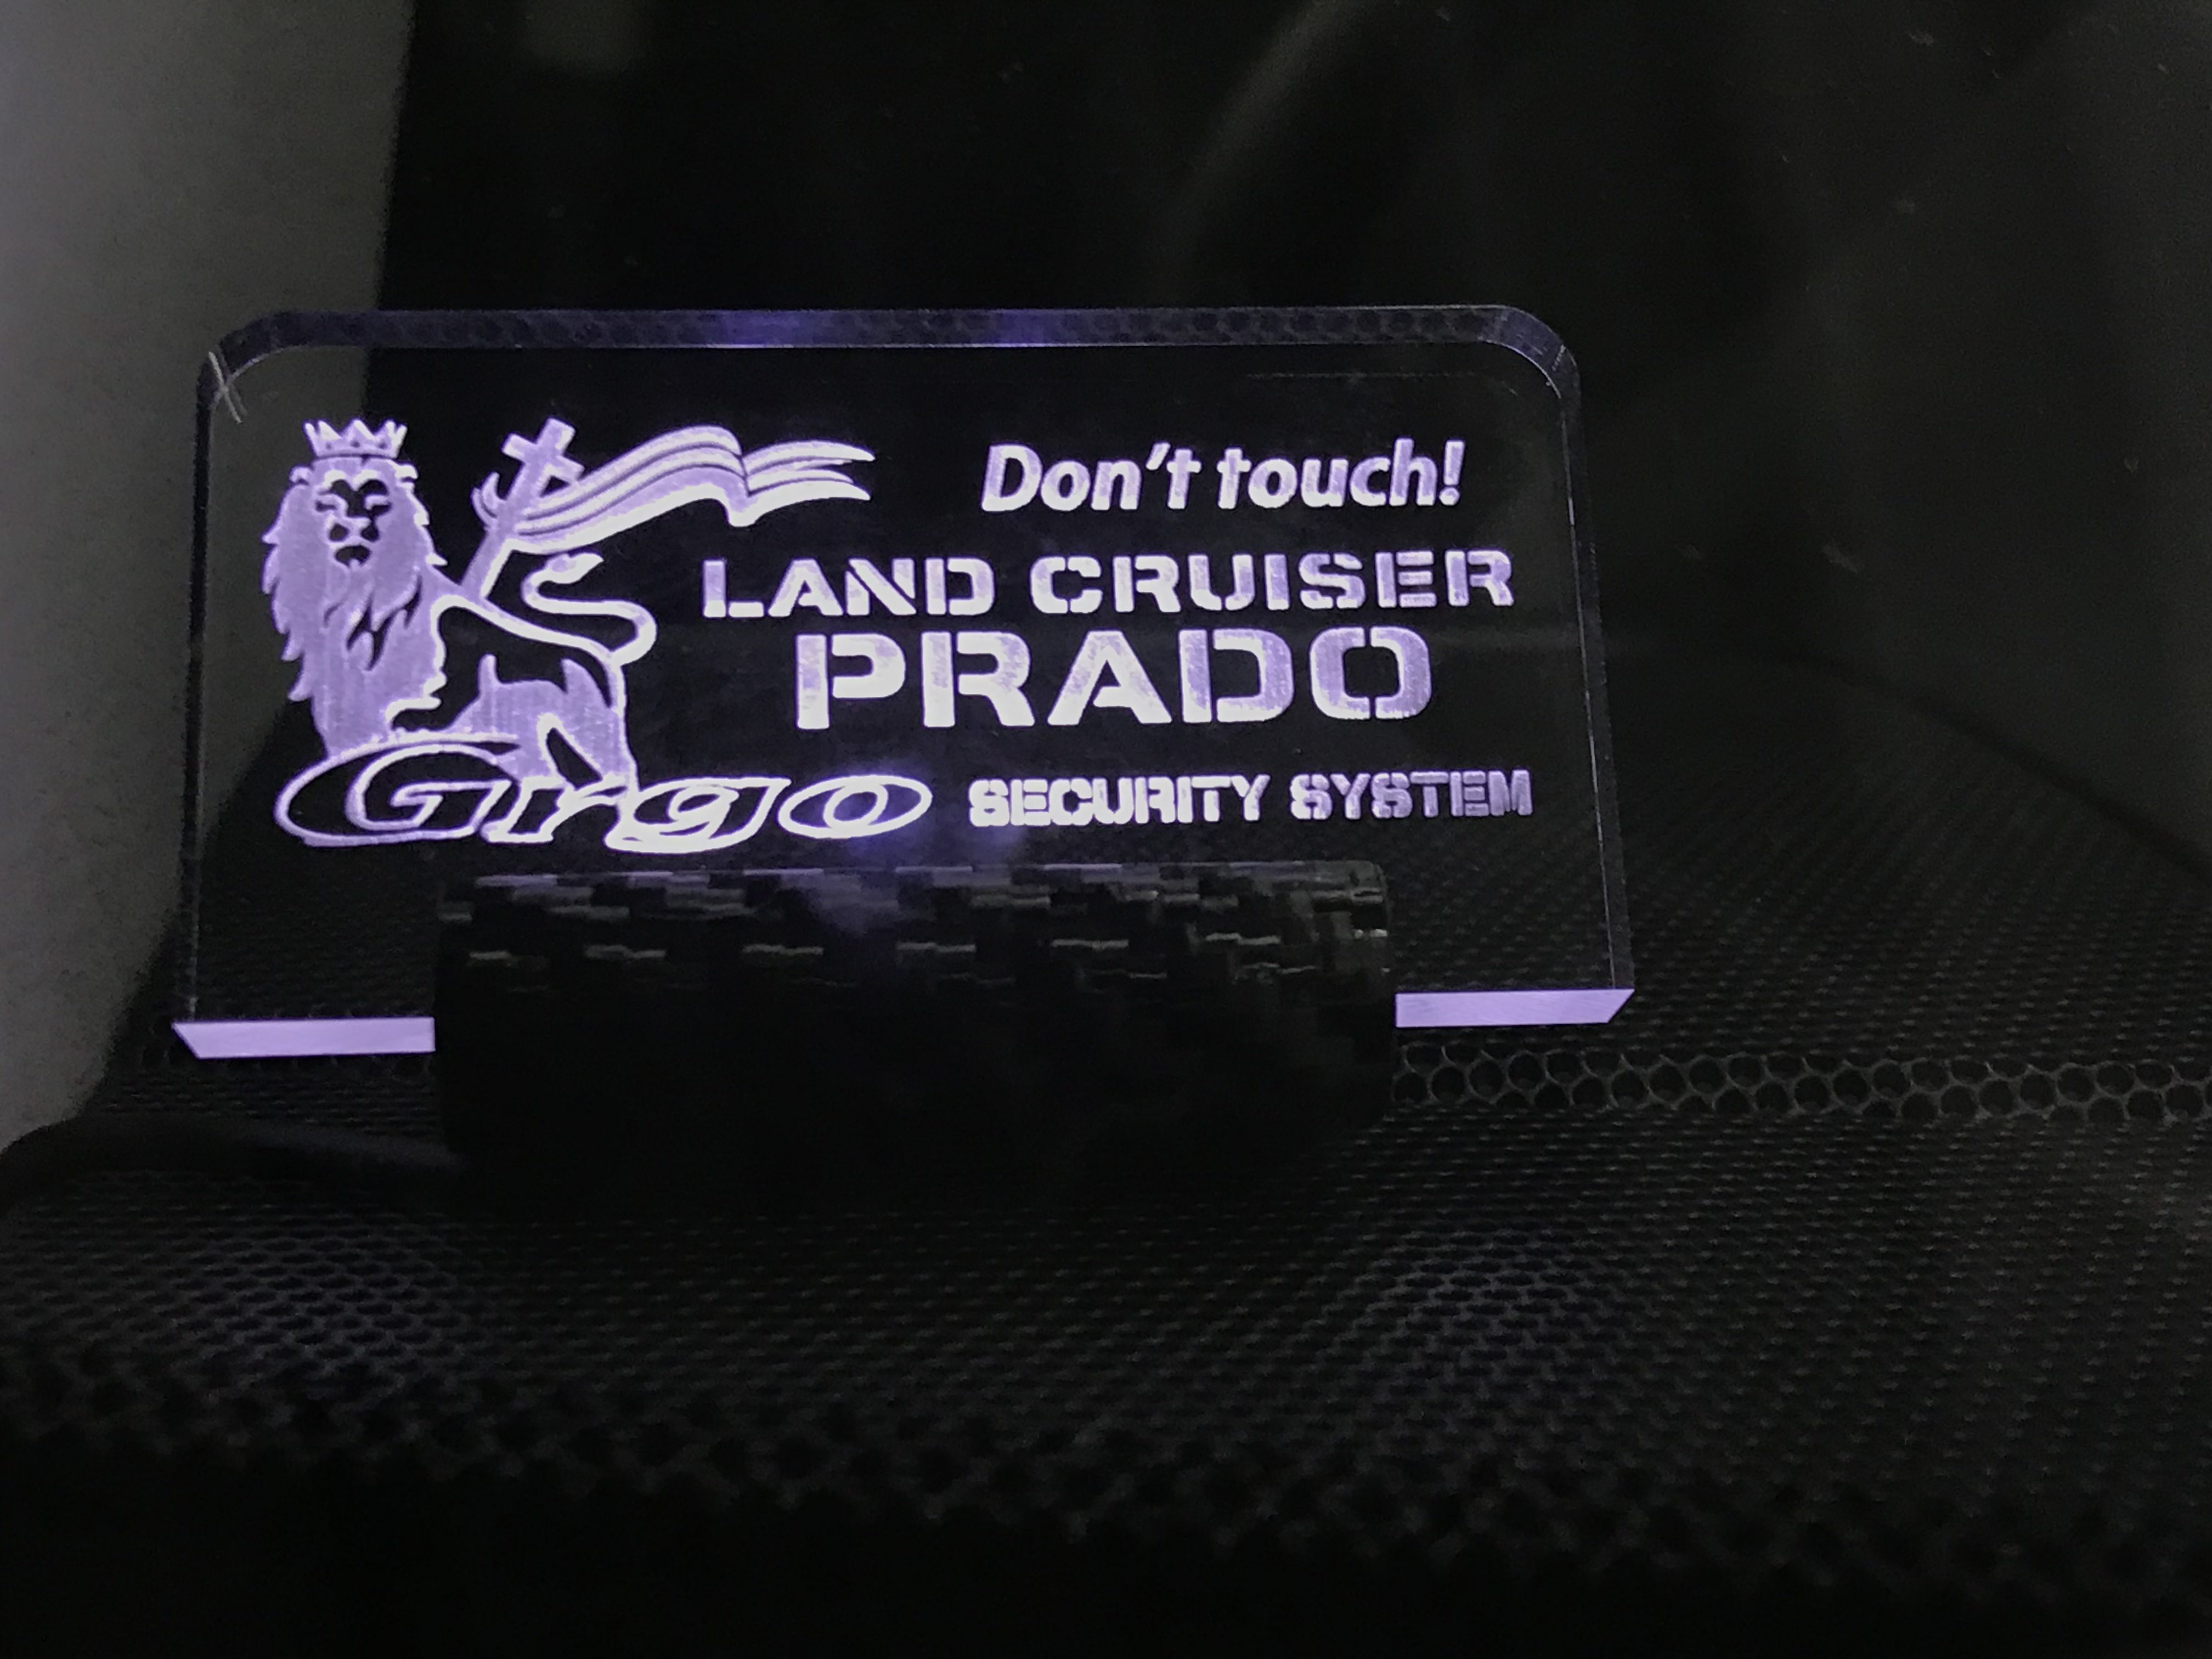 Don't touch!
LAND CRUISER
PRADO
Grgo SECURITY SYSTEM